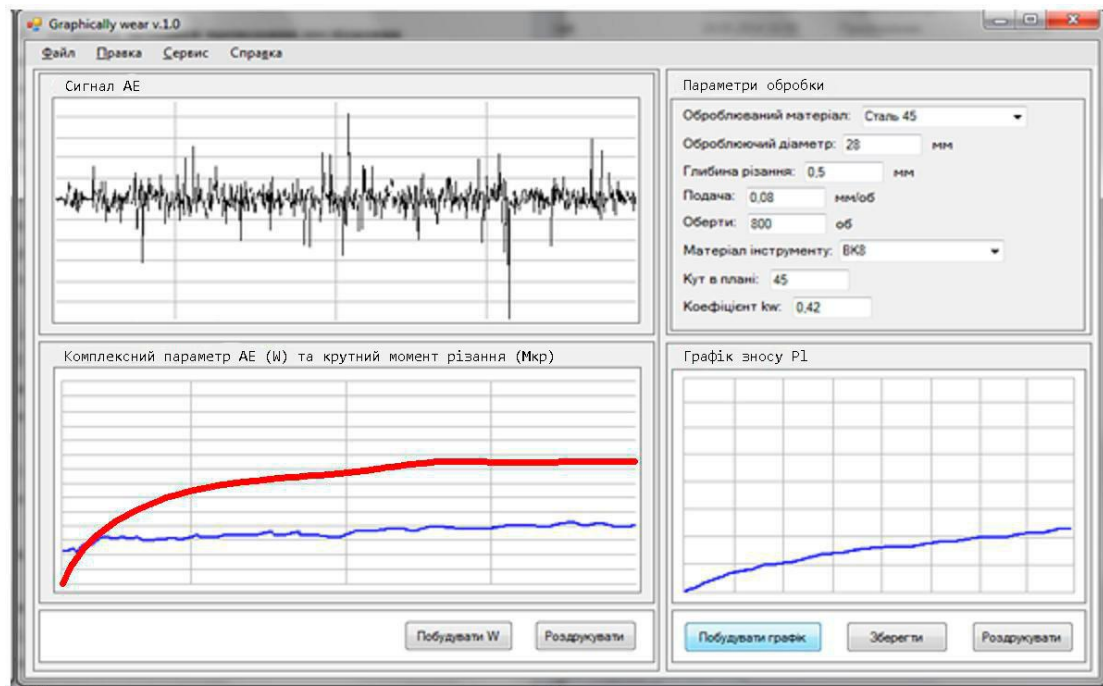 Graphically wear v.1.0
Файл Правка Сервис Справка
Сигнал АЕ
Параметри обробки
Оброблюваний матеріал: Сталь 45
Оброблюючий діаметр: 28 мм
Глибина різання: 0,5 мм
Подача: 0,08 мм/об
Оберти: 800 об
Матеріал інструменту: ВК8
Кут в плані: 45
Коефіцієнт kw: 0,42
Комплексний параметр АЕ (W) та крутний момент різання (Мкр)
Графік зносу Pl
Побудувати W
Роздрукувати
Побудувати графік
Зберегти
Роздрукувати